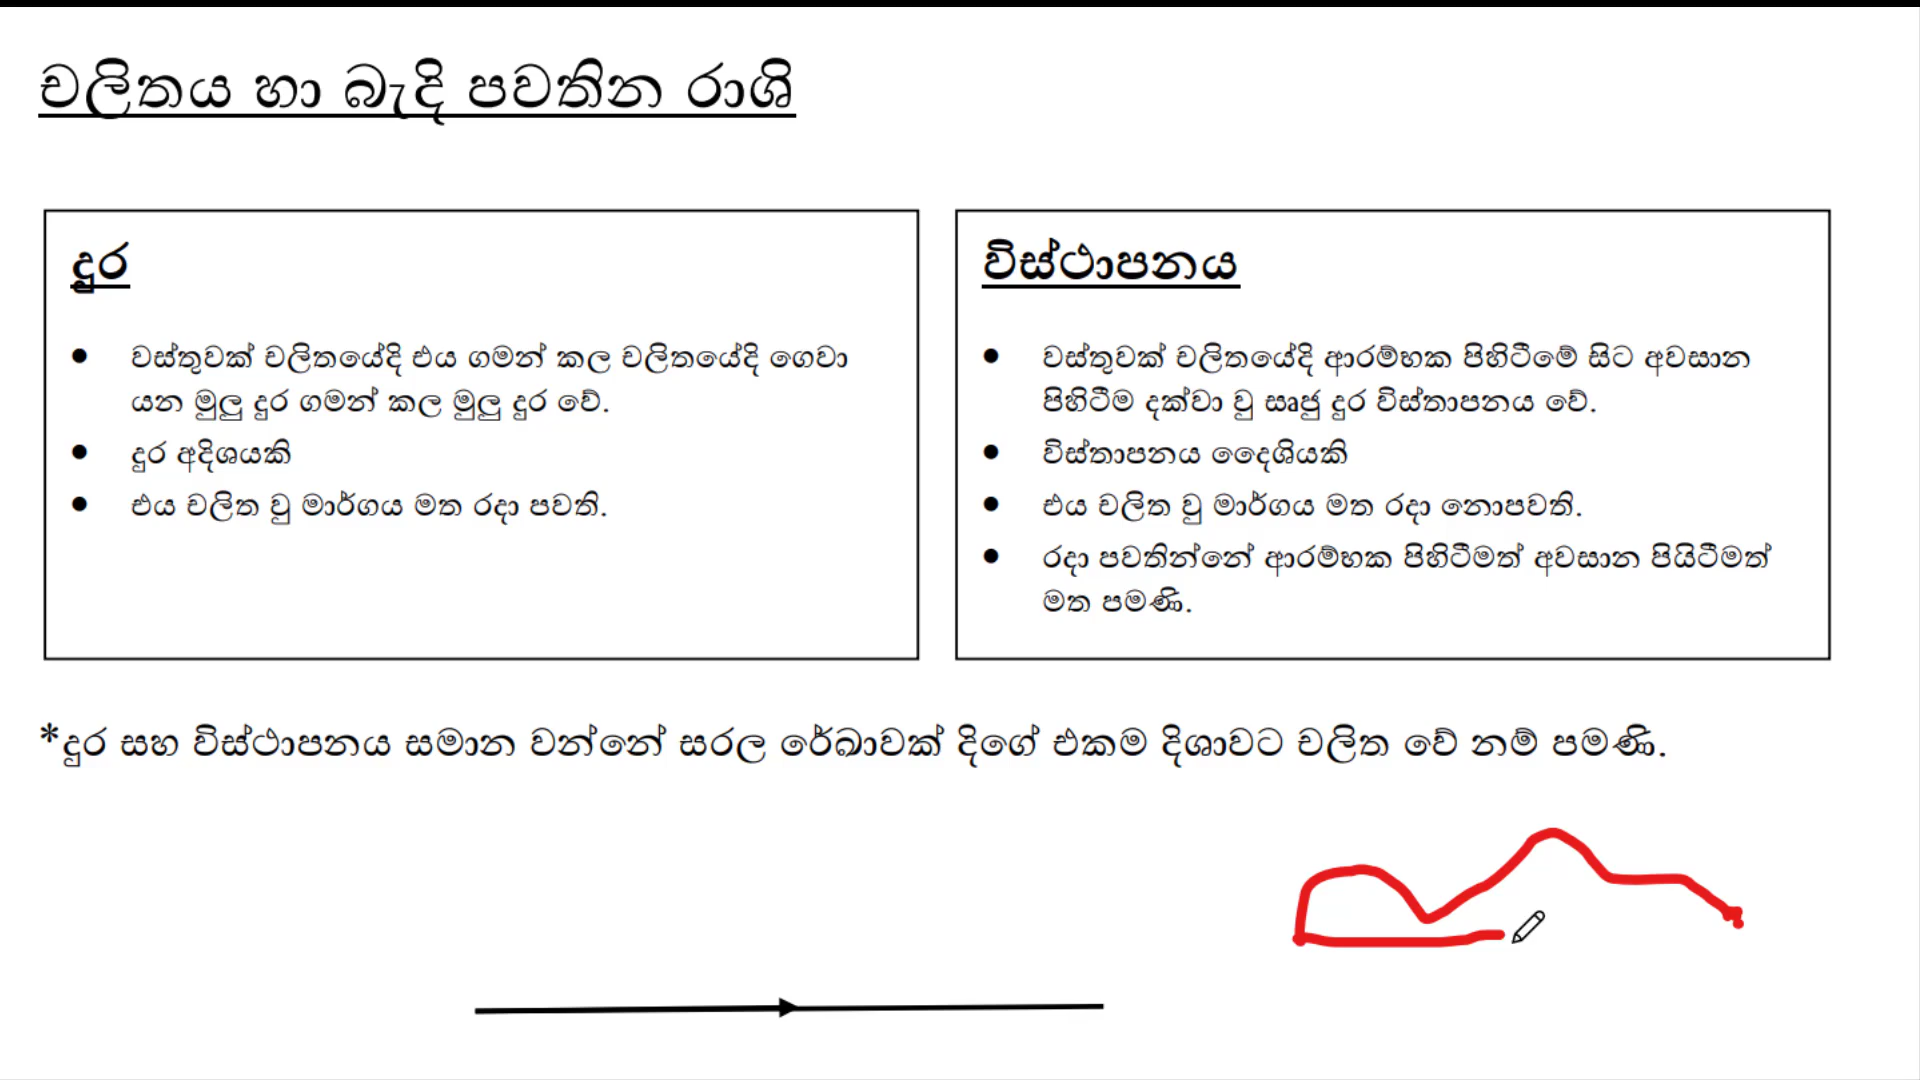 චලිතය හා බැදි පවතින රාශි
දුර
● වස්තුවක් චලිතයේදි එය ගමන් කල චලිතයේදි ගෙවා
යන මුලු දුර ගමන් කල මුලු දුර වේ.
● දුර අදිශයකි
● එය චලිත වු මාර්ගය මත රදා පවතී.
විස්ථාපනය
● වස්තුවක් චලිතයේදි ආරම්භක පිහිටීමේ සිට අවසාන
පිහිටීම දක්වා වු සෘජු දුර විස්තාපනය වේ.
● විස්තාපනය දෛශියකි
● එය චලිත වු මාර්ගය මත රදා නොපවති.
● රදා පවතින්නේ ආරම්භක පිහිටීමත් අවසාන පියිටීමත්
මත පමණි.
*දුර සහ විස්ථාපනය සමාන වන්නේ සරල රේඛාවක් දිගේ එකම දිශාවට චලිත වේ නම් පමණි.